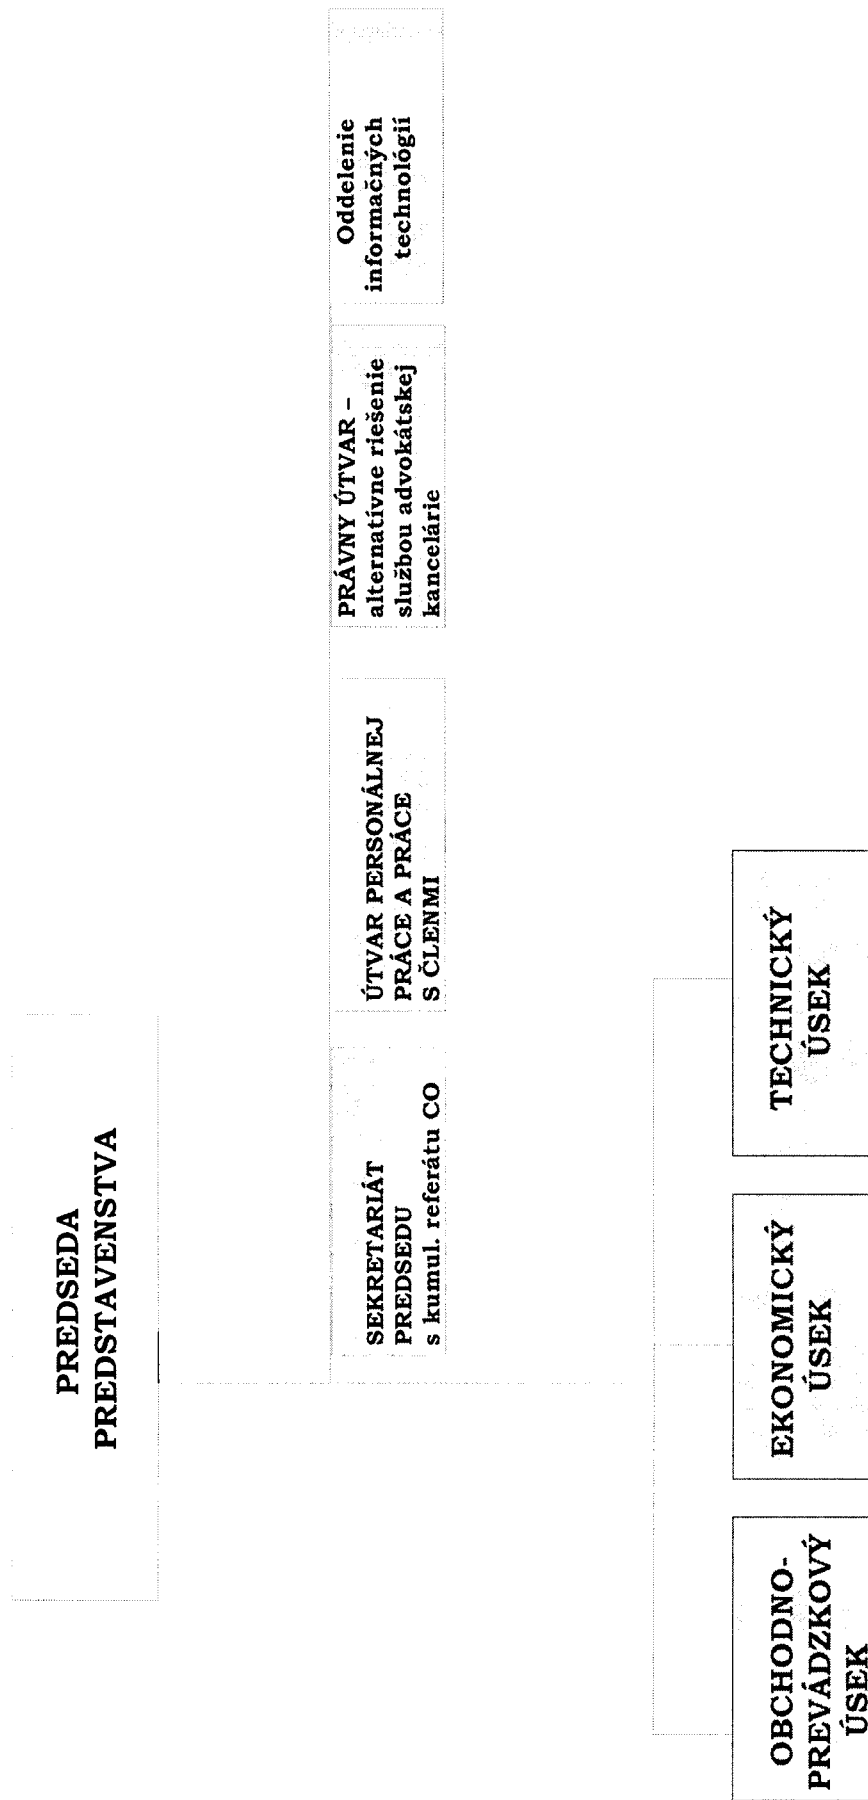 PREDSEDA
PREDSTAVENSTVA
SEKRETARIÁT
PREDSEDU
s kumul. referátu CO
ÚTVAR PERSONÁLNEJ
PRÁCE A PRÁCE
S ČLENMI
PRÁVNY ÚTVAR –
alternatívne riešenie
službou advokátskej
kancelárie
Oddelenie
informačných
technológií
OBCHODNO-
PREVÁDZKOVÝ
ÚSEK
EKONOMICKÝ
ÚSEK
TECHNICKÝ
ÚSEK